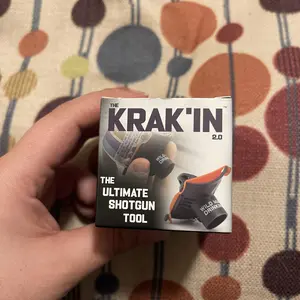 THE
KRAK'IN
2.0
THE
ULTIMATE
SHOTGUN
TOOL